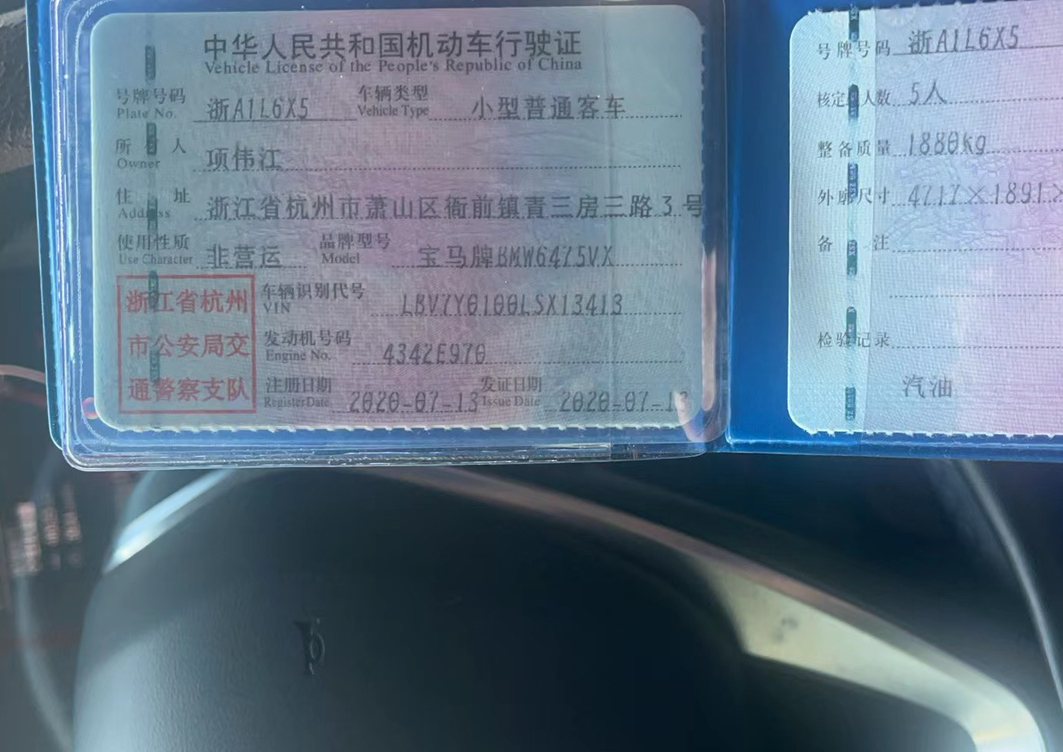 中华人民共和国机动车行驶证
Vehicle License of the People's Republic of China
号牌号码 浙A1L6X5 车辆类型 小型普通客车
Plate No. Vehicle Type
所 人 项伟江
Owner
住 址 浙江省杭州市萧山区衙前镇青三房三路3号
Address
使用性质 非营运 品牌型号 宝马牌BMW6475VX
Use Character Model
浙江省杭州
市公安局交
通警察支队
车辆识别代号 LBV7Y0100LSX13413
VIN
发动机号码 4342E970
Engine No.
注册日期 2020-07-13 发证日期 2020-07-13
Register Date Issue Date
号牌号码 浙A1L6X5
核定 人数 5人
整备质量 1880kg
外廓尺寸 4717×1891×
备 注
检验记录
汽油